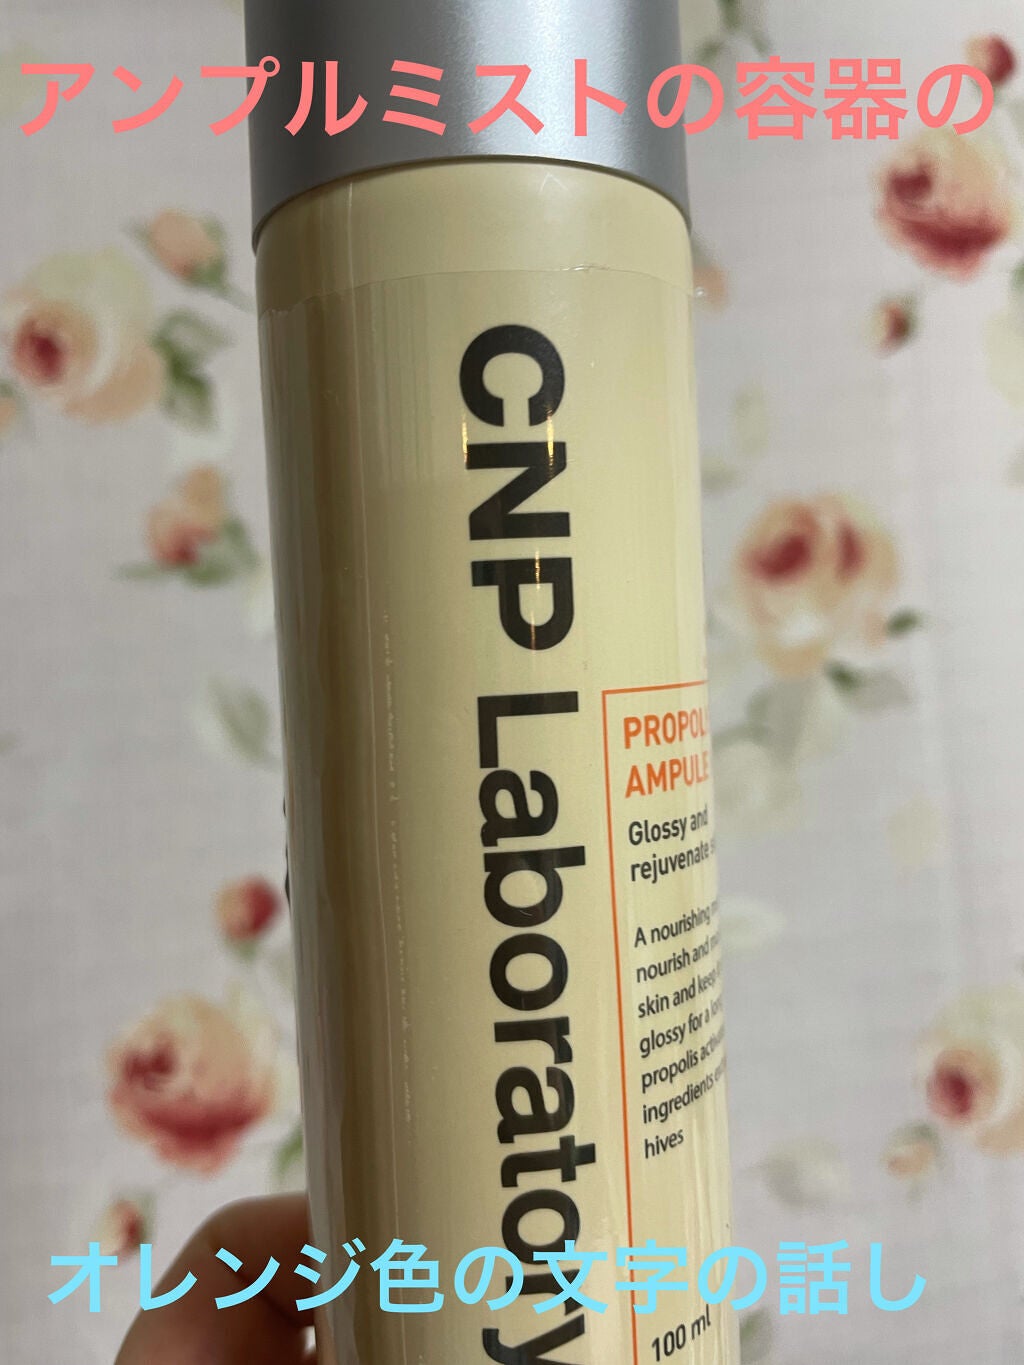 アンプルミストの容器の
CNP Laboratory
PROPOLIS
AMPULE
Glossy and
rejuvenate
A nourishing
nourish and
skin and keep
glossy for a long
propolis
ingredients
hives
100 ml
オレンジ色の文字の話し